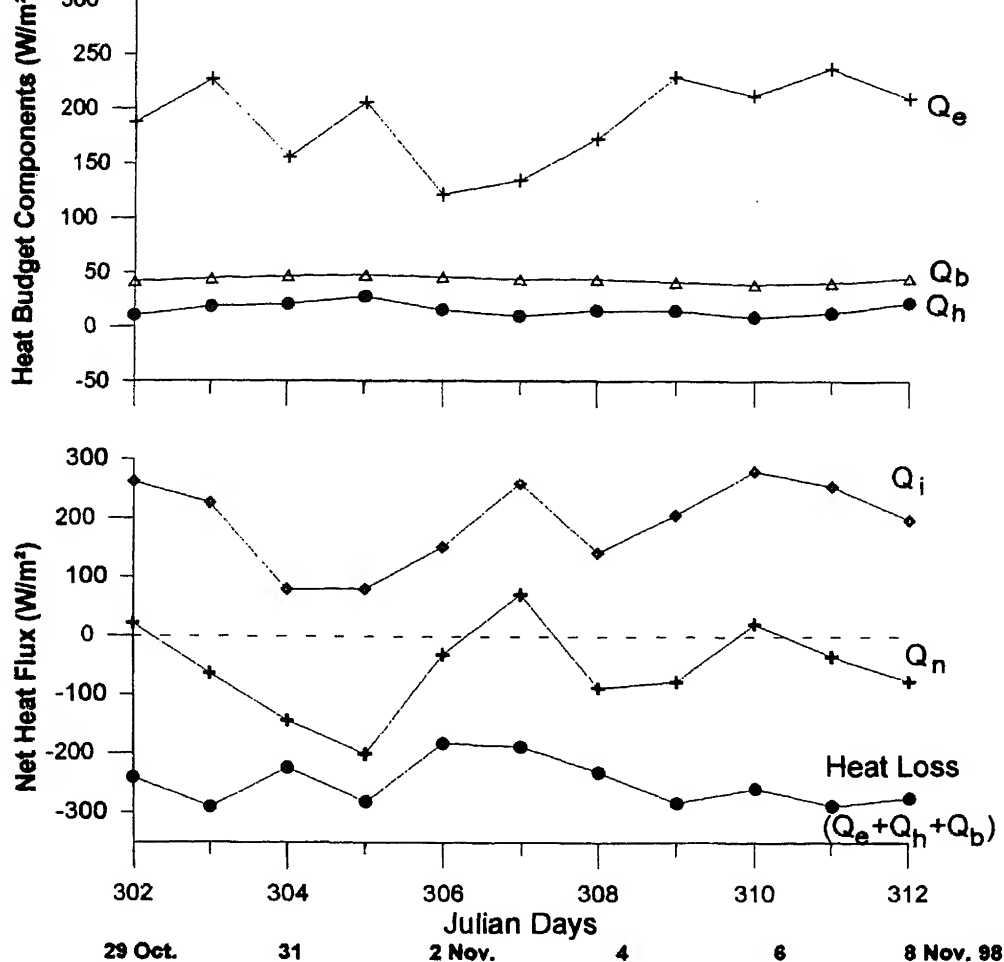 Heat Budget Components (W/m²
300
250
200
150
100
50
0
-50
Qe
Qb
Qh
Net Heat Flux (W/m²)
300
200
100
0
-100
-200
-300
Qi
Qn
Heat Loss
(Qe+Qh+Qb)
302 304 306 308 310 312
Julian Days
29 Oct. 31 2 Nov. 4 6 8 Nov. 98